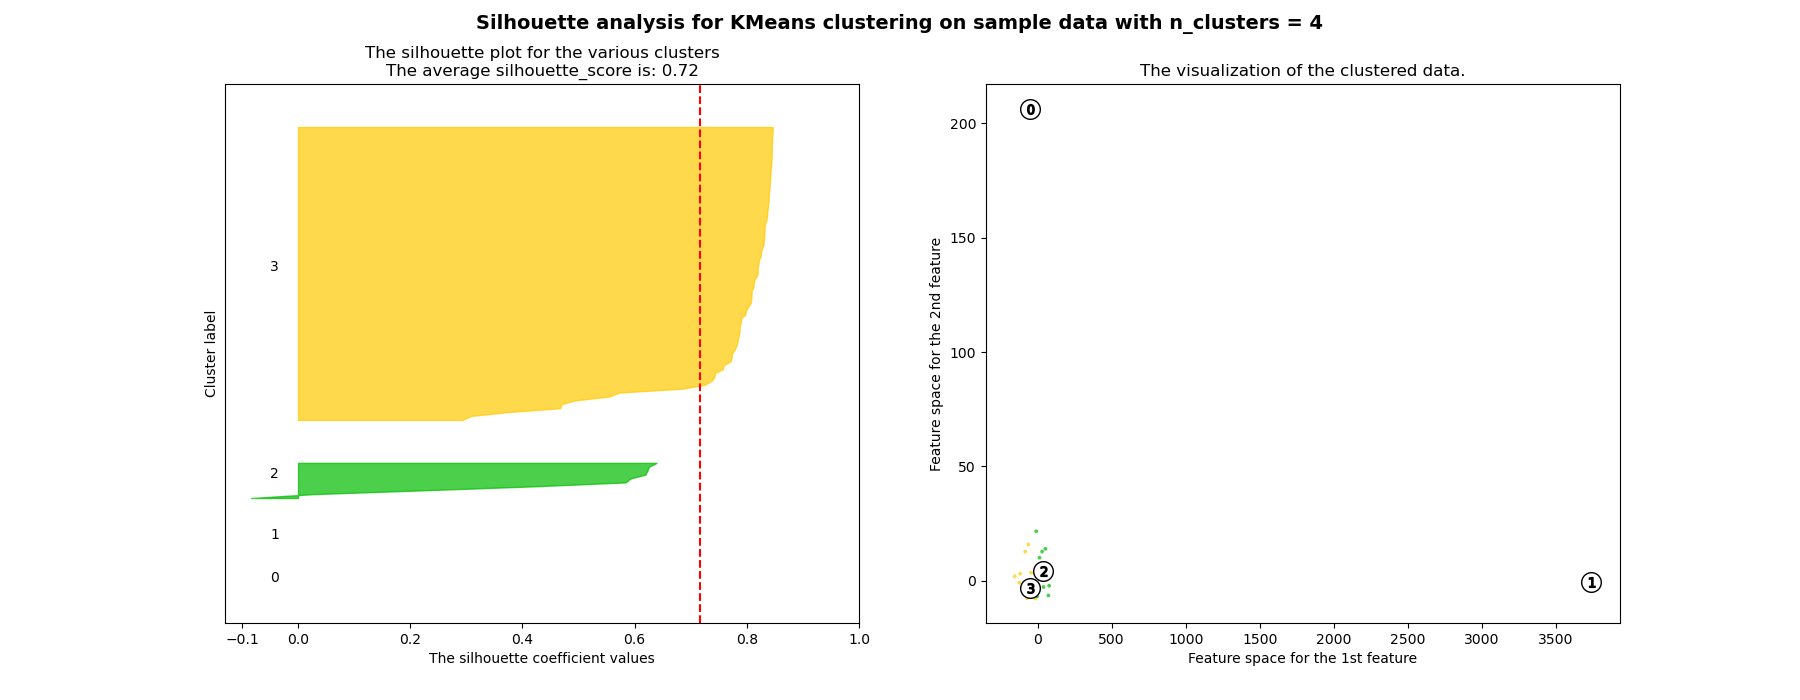 Silhouette analysis for KMeans clustering on sample data with n_clusters = 4
The silhouette plot for the various clusters
The average silhouette_score is: 0.72
Cluster label
3
2
1
0
−0.1 0.0 0.2 0.4 0.6 0.8 1.0
The silhouette coefficient values
The visualization of the clustered data.
Feature space for the 2nd feature
200
150
100
50
0
0
1
2
3
0 500 1000 1500 2000 2500 3000 3500
Feature space for the 1st feature